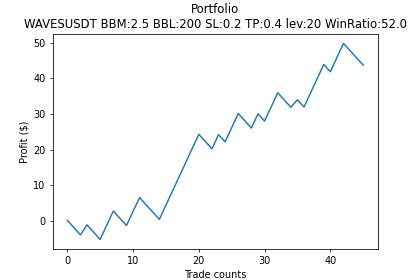 Portfolio
WAVESUSDT BBM:2.5 BBL:200 SL:0.2 TP:0.4 lev:20 WinRatio:52.0
50
40
30
20
10
0
Profit ($)
0 10 20 30 40
Trade counts